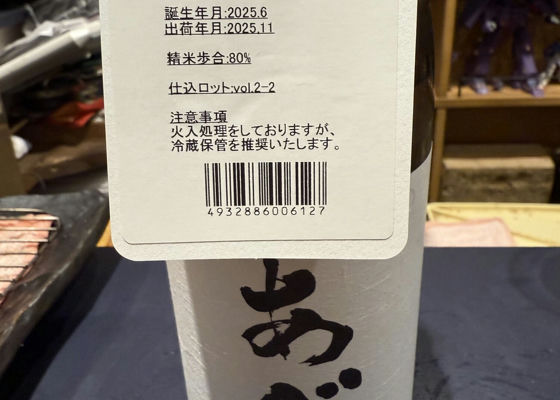 誕生年月:2025.6
出荷年月:2025.11
精米歩合:80%
仕込ロット:vol.2-2
注意事項
火入処理をしておりますが、
冷蔵保管を推奨いたします。
4932886006127
あが